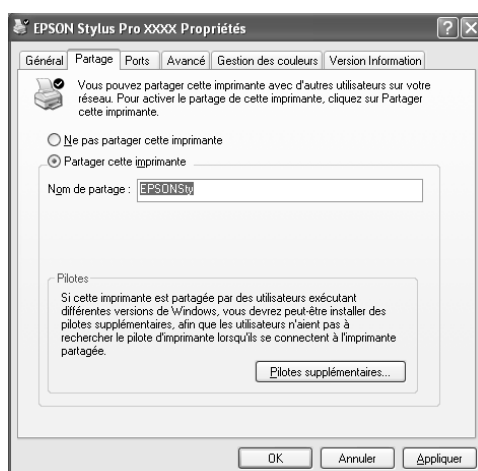 EPSON Stylus Pro XXXX Propriétés
Général Partage Ports Avancé Gestion des couleurs Version Information
Vous pouvez partager cette imprimante avec d'autres utilisateurs sur votre
réseau. Pour activer le partage de cette imprimante, cliquez sur Partager
cette imprimante.
Ne pas partager cette imprimante
Partager cette imprimante
Nom de partage : EPSONSty
Pilotes
Si cette imprimante est partagée par des utilisateurs exécutant
différentes versions de Windows, vous devrez peut-être installer des
pilotes supplémentaires, afin que les utilisateurs n'aient pas à
rechercher le pilote d'imprimante lorsqu'ils se connectent à l'imprimante
partagée.
Pilotes supplémentaires...
OK Annuler Appliquer